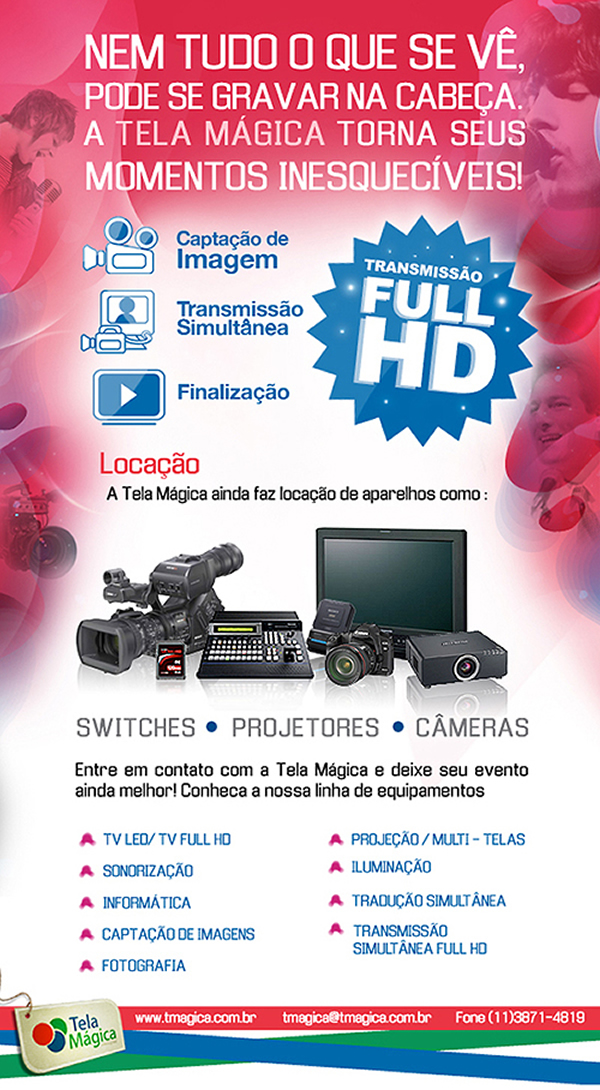 NEM TUDO O QUE SE VÊ,
PODE SE GRAVAR NA CABEÇA.
A TELA MÁGICA TORNA SEUS
MOMENTOS INESQUECÍVEIS!
Captação de
Imagem
Transmissão
Simultânea
Finalização
TRANSMISSÃO
FULL
HD
Locação
A Tela Mágica ainda faz locação de aparelhos como :
SWITCHES • PROJETORES • CÂMERAS
Entre em contato com a Tela Mágica e deixe seu evento
ainda melhor! Conheca a nossa linha de equipamentos
TV LED/ TV FULL HD
SONORIZAÇÃO
INFORMÁTICA
CAPTAÇÃO DE IMAGENS
FOTOGRAFIA
PROJEÇÃO / MULTI - TELAS
ILUMINAÇÃO
TRADUÇÃO SIMULTÂNEA
TRANSMISSÃO
SIMULTÂNEA FULL HD
Tela
Mágica
www.tmagica.com.br tmagica@tmagica.com.br Fone (11)3871-4819